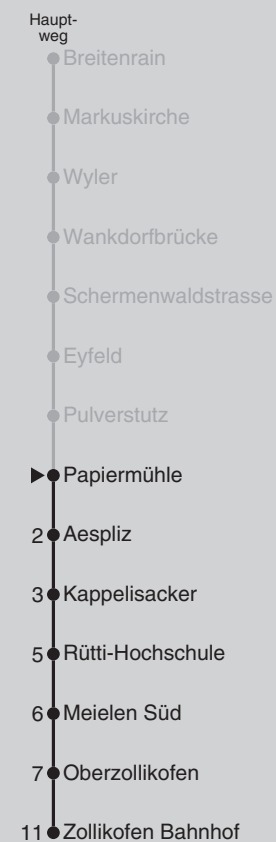 Haupt-
weg
Breitenrain
Markuskirche
Wyler
Wankdorfbrücke
Schermenwaldstrasse
Eyfeld
Pulverstutz
Papiermühle
2 Aespliz
3 Kappelisacker
5 Rütti-Hochschule
6 Meielen Süd
7 Oberzollikofen
11 Zollikofen Bahnhof